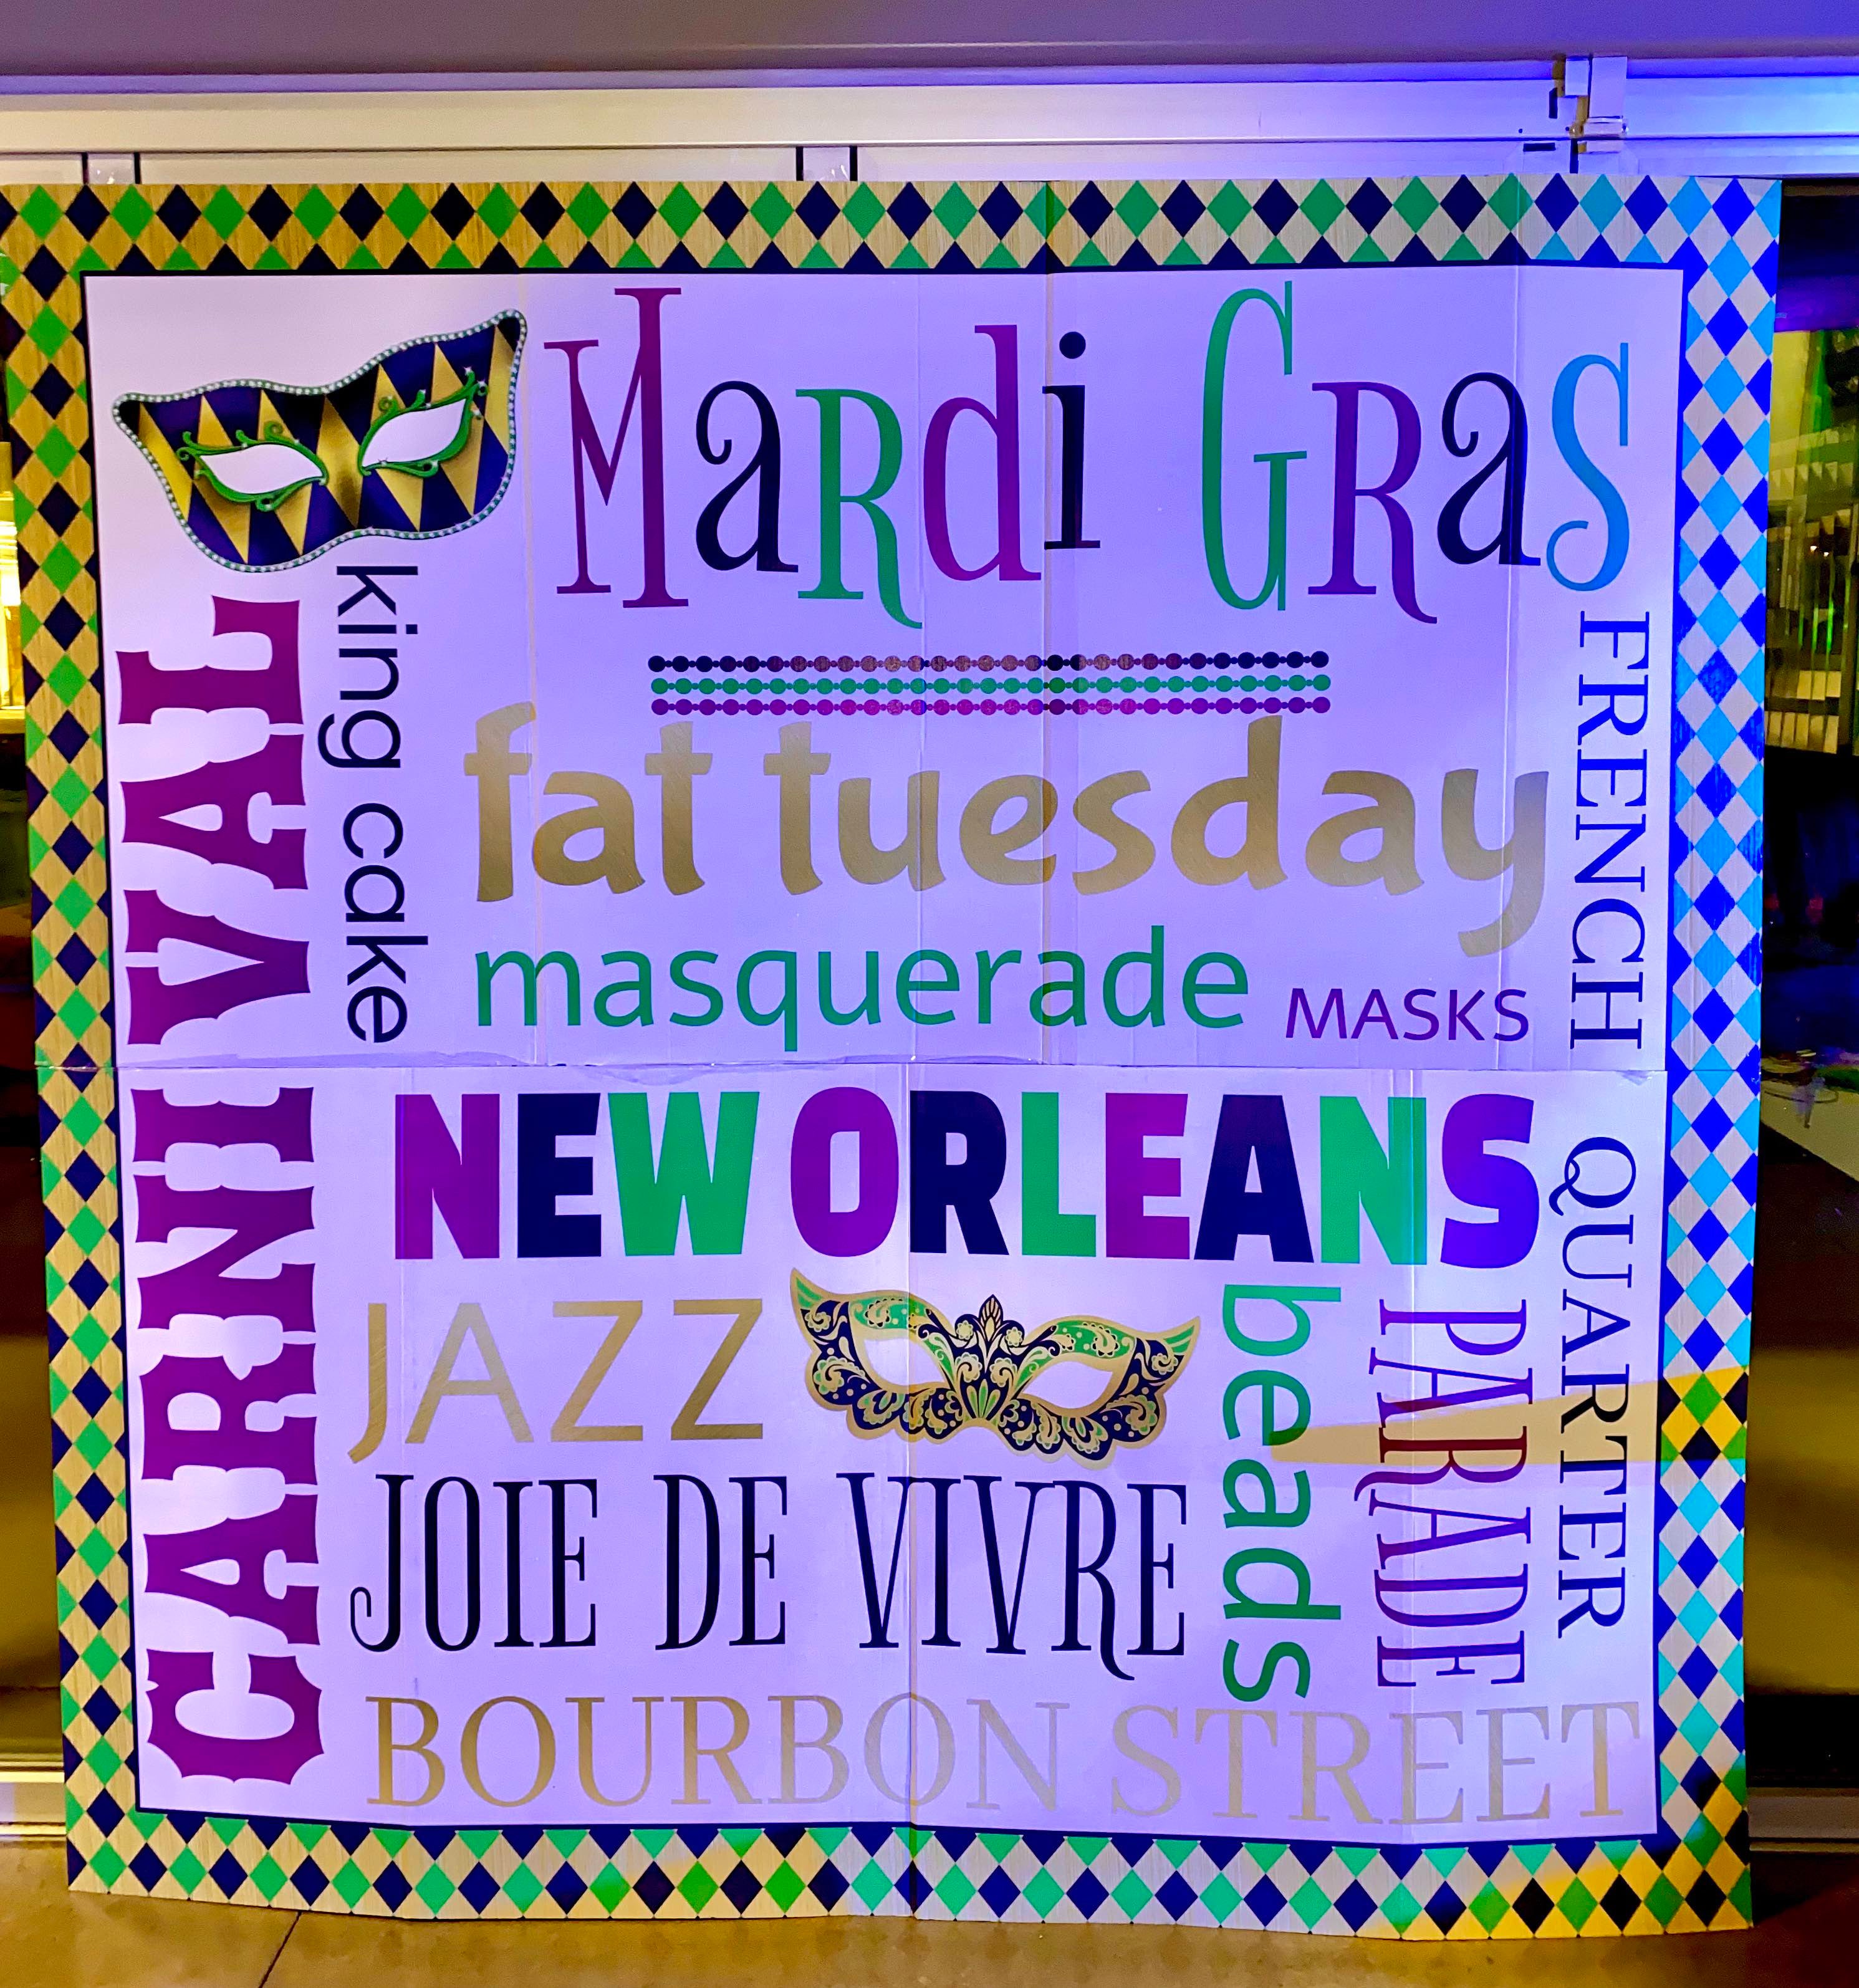 Mardi Gras
CARNIVAL
king cake
fat tuesday
masquerade
MASKS
FRENCH QUARTER
NEW ORLEANS
JAZZ
beads
PARADE
JOIE DE VIVRE
BOURBON STREET